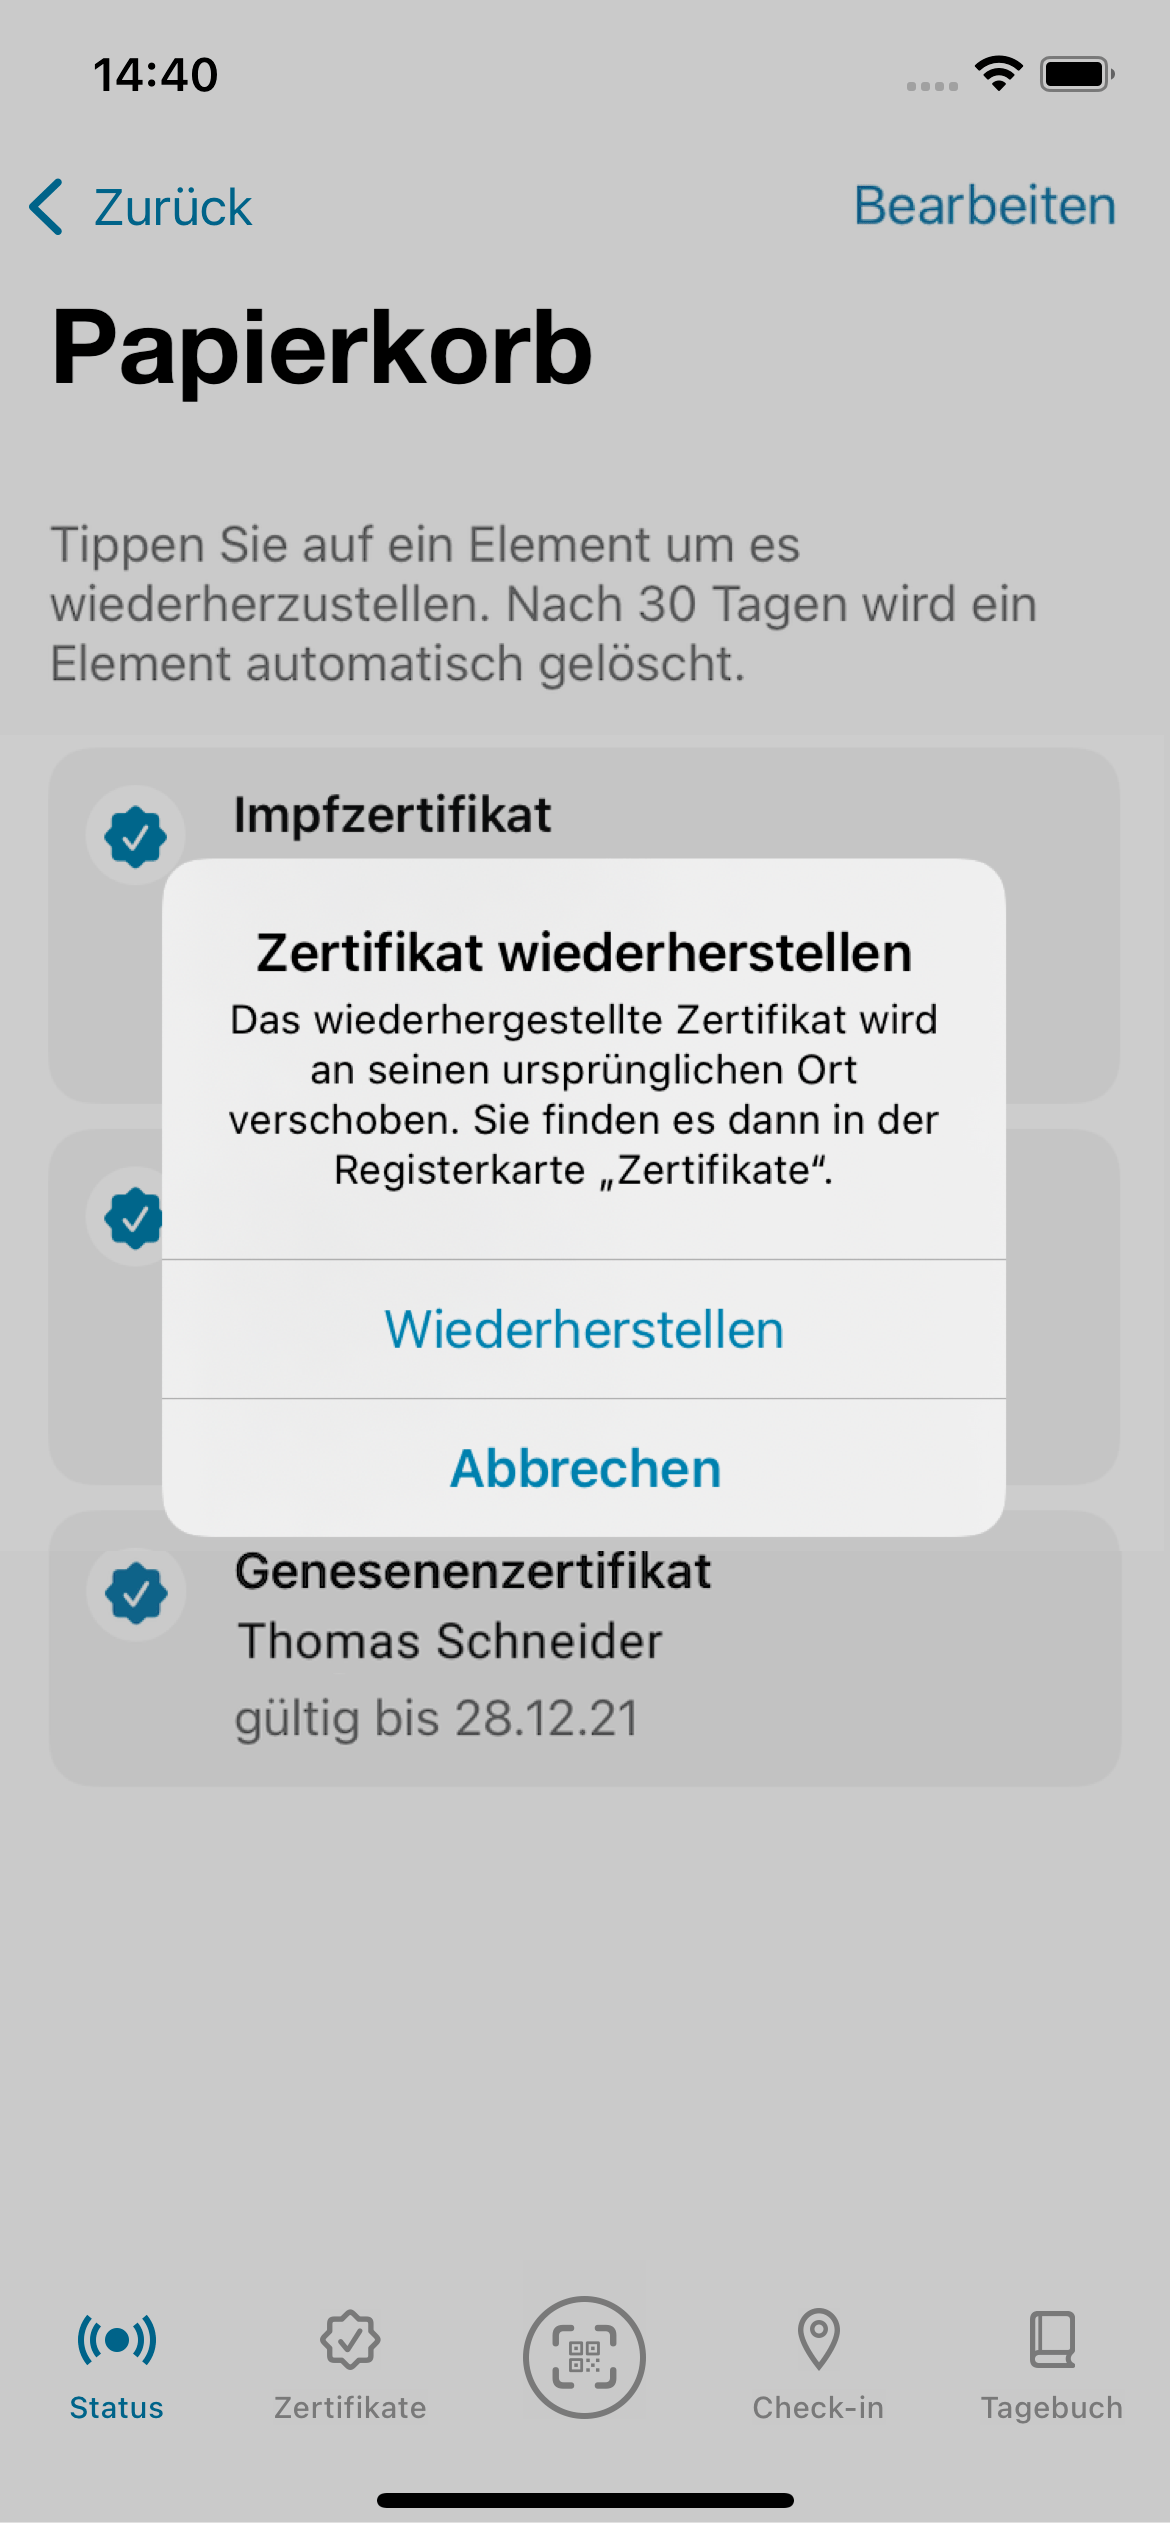 14:40
Zurück
Bearbeiten
Papierkorb
Tippen Sie auf ein Element um es
wiederherzustellen. Nach 30 Tagen wird ein
Element automatisch gelöscht.
Impfzertifikat
Zertifikat wiederherstellen
Das wiederhergestellte Zertifikat wird
an seinen ursprünglichen Ort
verschoben. Sie finden es dann in der
Registerkarte „Zertifikate“.
Wiederherstellen
Abbrechen
Genesenenzertifikat
Thomas Schneider
gültig bis 28.12.21
Status
Zertifikate
Check-in
Tagebuch